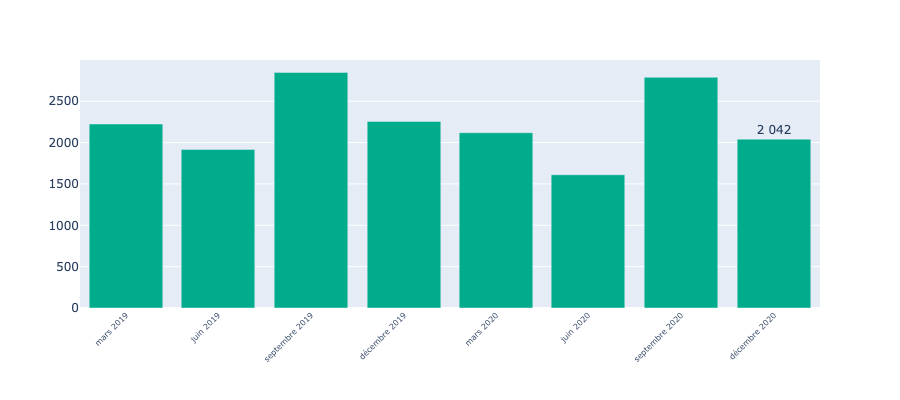 2500
2000
1500
1000
500
0
2 042
mars 2019
juin 2019
septembre 2019
décembre 2019
mars 2020
juin 2020
septembre 2020
décembre 2020